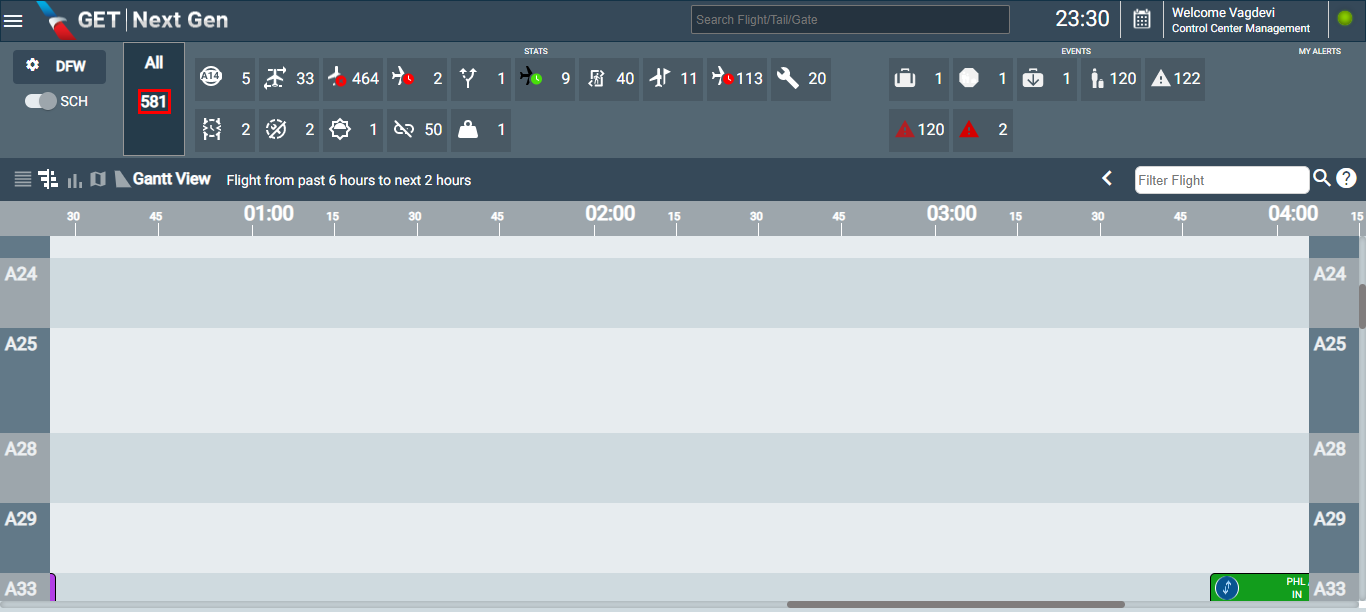 GET Next Gen
Search Flight/Tail/Gate
23:30
Welcome Vagdevi
Control Center Management
DFW
SCH
All
581
STATS
A14 5 33 464 2 1 9 40 11 113 20
2 2 1 50 1
EVENTS
1 1 1 120 122
120 2
MY ALERTS
Gantt View Flight from past 6 hours to next 2 hours
Filter Flight
?
30 45 01:00 15 30 45 02:00 15 30 45 03:00 15 30 45 04:00 15
A24 A24
A25 A25
A28 A28
A29 A29
A33 PHL A33
IN